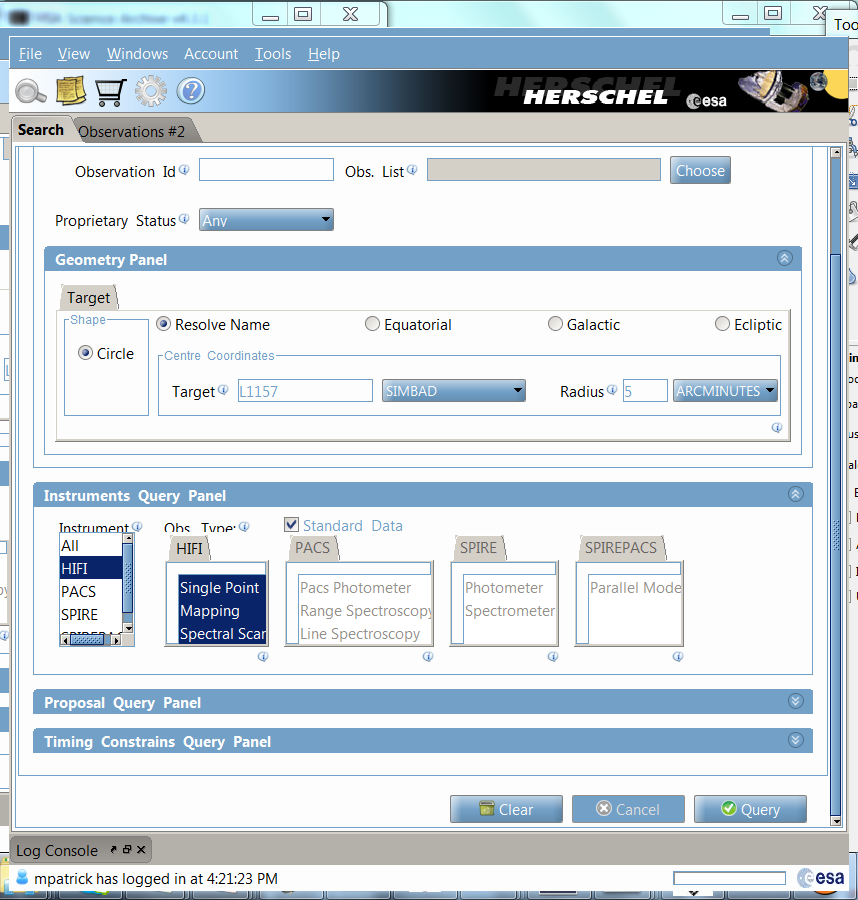 Too
File View Windows Account Tools Help
HERSCHEL esa
Search Observations #2
Observation Id Obs. List Choose
Proprietary Status Any
Geometry Panel
Target
Shape Resolve Name Equatorial Galactic Ecliptic
Circle Centre Coordinates
Target L1157 SIMBAD Radius 5 ARCMINUTES
Instruments Query Panel
Instrument Obs. Type: Standard Data
All HIFI PACS SPIRE SPIREPACS
HIFI Single Point Pacs Photometer Photometer Parallel Mode
PACS Mapping Range Spectroscopy Spectrometer
SPIRE Spectral Scan Line Spectroscopy
Proposal Query Panel
Timing Constrains Query Panel
Clear Cancel Query
Log Console
mpatrick has logged in at 4:21:23 PM esa